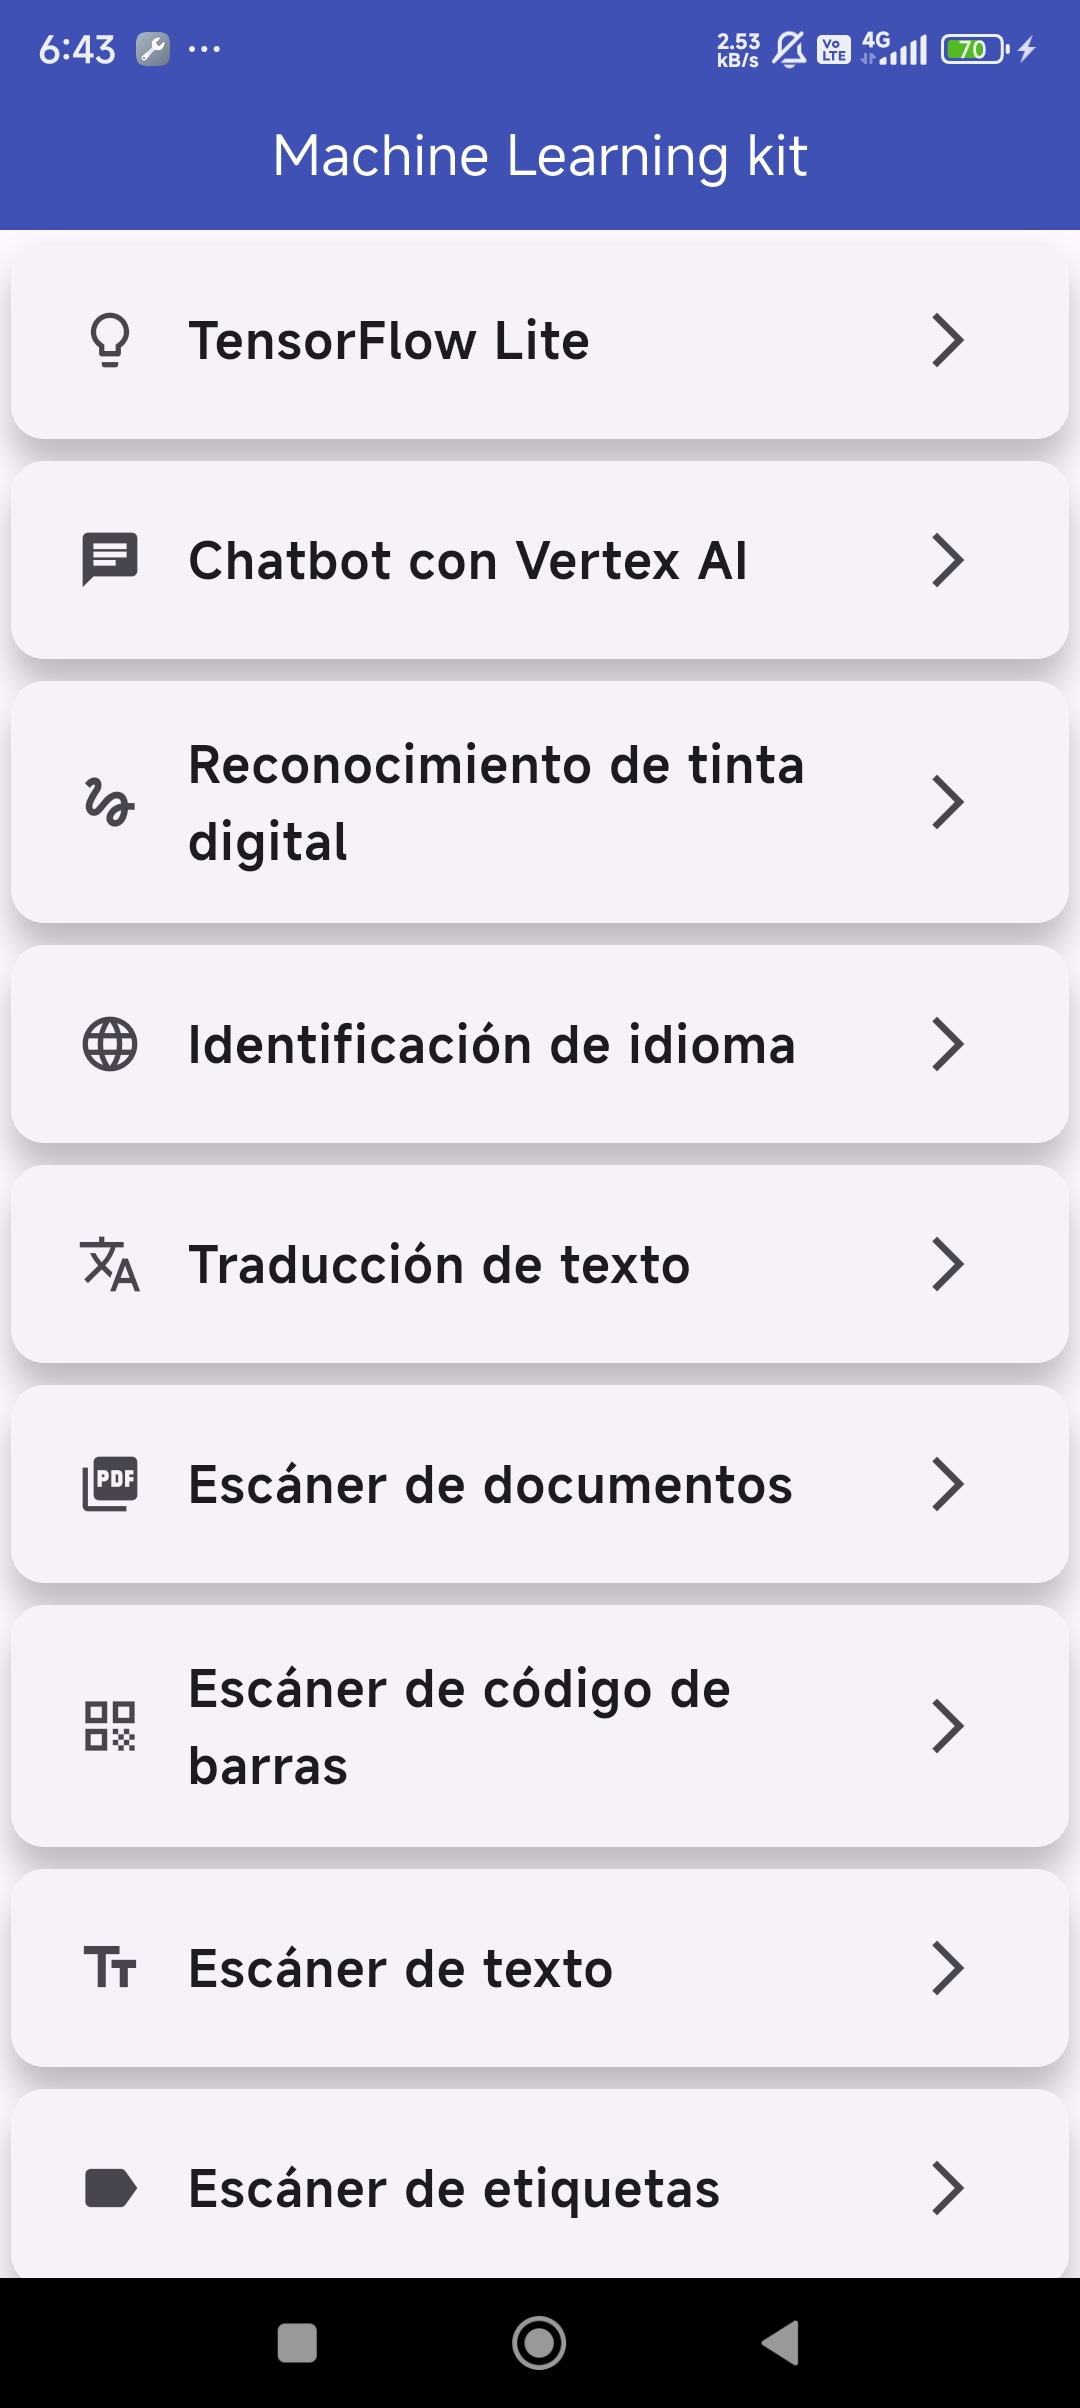 6:43 ... 2.53 kB/s Vo LTE 4G 70
Machine Learning kit
TensorFlow Lite
Chatbot con Vertex AI
Reconocimiento de tinta
digital
Identificación de idioma
Traducción de texto
PDF
Escáner de documentos
Escáner de código de
barras
Escáner de texto
Escáner de etiquetas